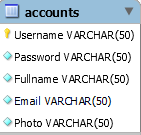 accounts
Username VARCHAR(50)
Password VARCHAR(50)
Fullname VARCHAR(50)
Email VARCHAR(50)
Photo VARCHAR(50)